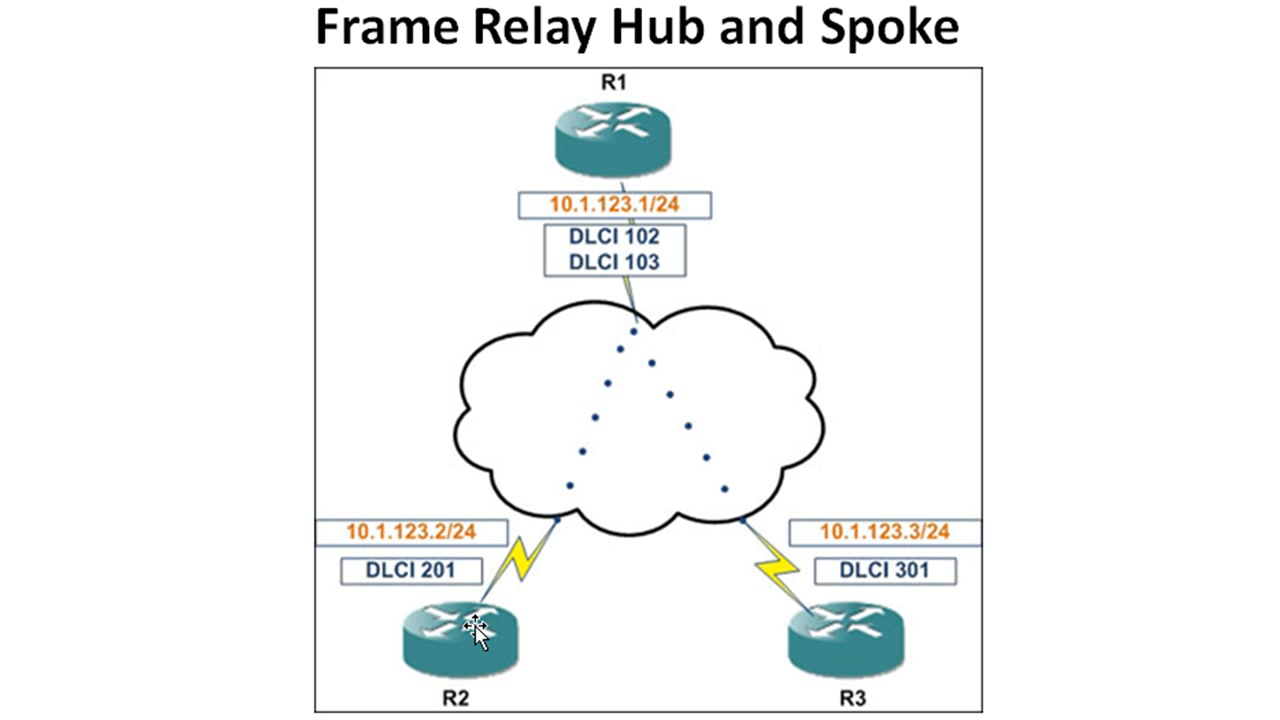 Frame Relay Hub and Spoke
R1
10.1.123.1/24
DLCI 102
DLCI 103
10.1.123.2/24
10.1.123.3/24
DLCI 201
DLCI 301
R2
R3